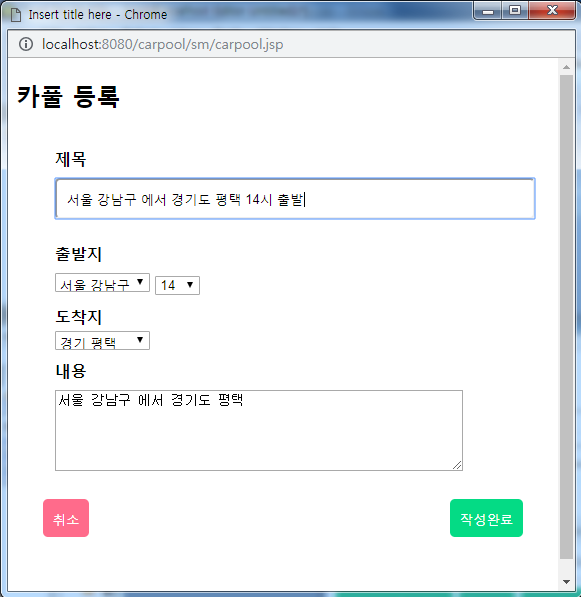 Insert title here - Chrome
localhost:8080/carpool/sm/carpool.jsp
카풀 등록
제목
서울 강남구 에서 경기도 평택 14시 출발
출발지
서울 강남구 14
도착지
경기 평택
내용
서울 강남구 에서 경기도 평택
취소 작성완료